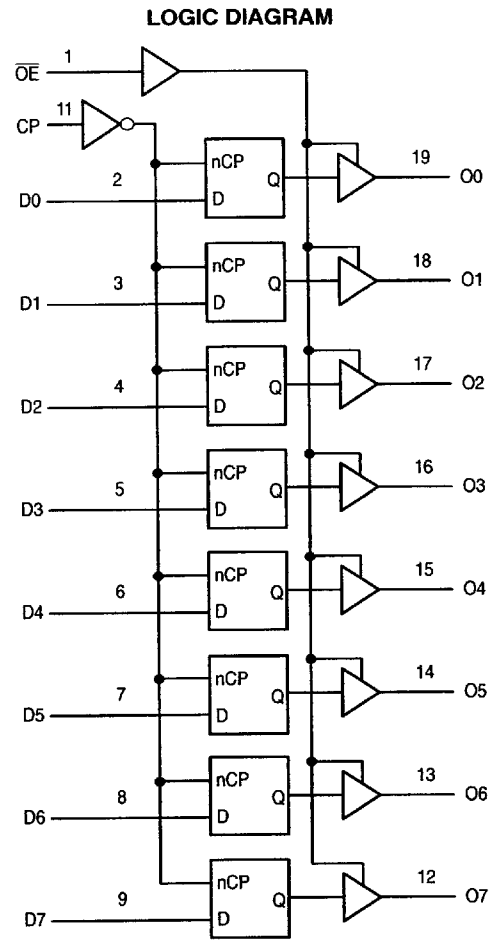 LOGIC DIAGRAM
OE 1
CP 11
nCP
D0 2 D Q 19 O0
nCP
D1 3 D Q 18 O1
nCP
D2 4 D Q 17 O2
nCP
D3 5 D Q 16 O3
nCP
D4 6 D Q 15 O4
nCP
D5 7 D Q 14 O5
nCP
D6 8 D Q 13 O6
nCP
D7 9 D Q 12 O7